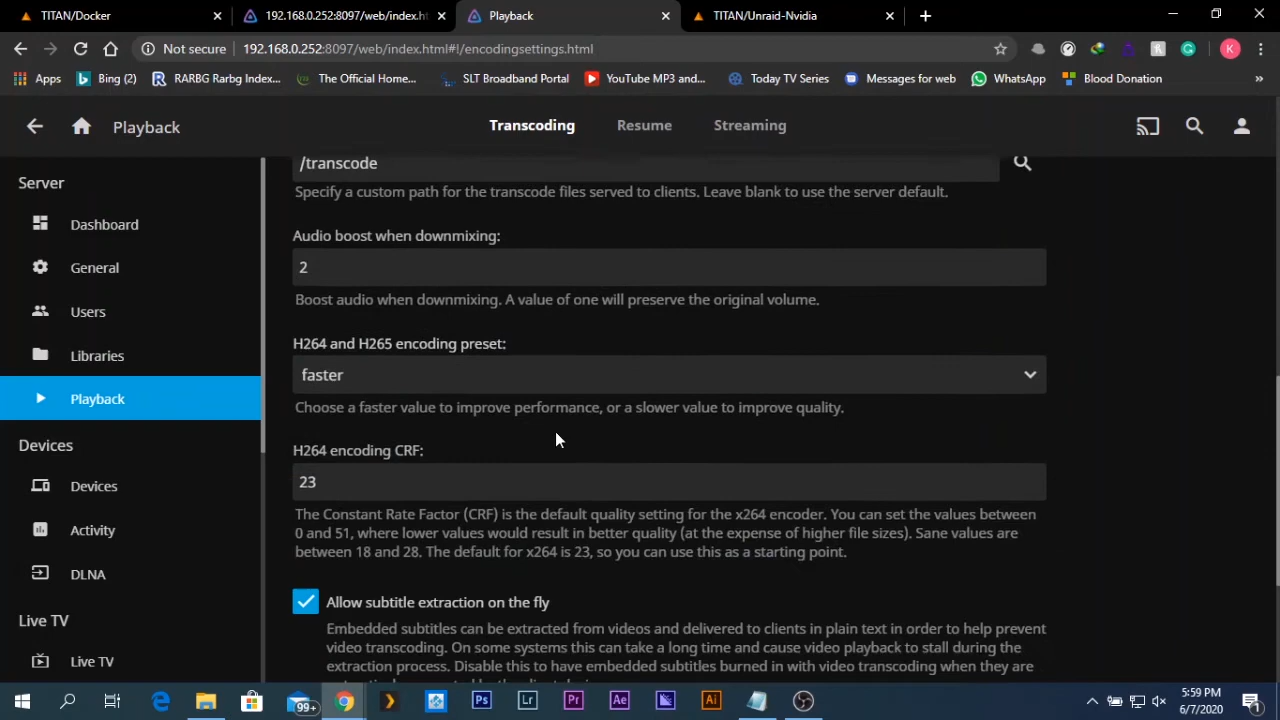 TITAN/Docker
192.168.0.252:8097/web/index.ht
Playback
TITAN/Unraid-Nvidia
Not secure
192.168.0.252:8097/web/index.html#!/encodingsettings.html
K
Apps
Bing (2)
RARBG Rarbg Index...
The Official Home...
SLT Broadband Portal
YouTube MP3 and...
Today TV Series
Messages for web
WhatsApp
Blood Donation
»
Playback
Transcoding
Resume
Streaming
Server
Dashboard
General
Users
Libraries
Playback
Devices
Devices
Activity
DLNA
Live TV
Live TV
/transcode
Specify a custom path for the transcode files served to clients. Leave blank to use the server default.
Audio boost when downmixing:
2
Boost audio when downmixing. A value of one will preserve the original volume.
H264 and H265 encoding preset:
faster
Choose a faster value to improve performance, or a slower value to improve quality.
H264 encoding CRF:
23
The Constant Rate Factor (CRF) is the default quality setting for the x264 encoder. You can set the values between
0 and 51, where lower values would result in better quality (at the expense of higher file sizes). Sane values are
between 18 and 28. The default for x264 is 23, so you can use this as a starting point.
Allow subtitle extraction on the fly
Embedded subtitles can be extracted from videos and delivered to clients in plain text in order to help prevent
video transcoding. On some systems this can take a long time and cause video playback to stall during the
extraction process. Disable this to have embedded subtitles burned in with video transcoding when they are
99+
Ps
Lr
Pr
Ae
Ai
5:59 PM
6/7/2020
1